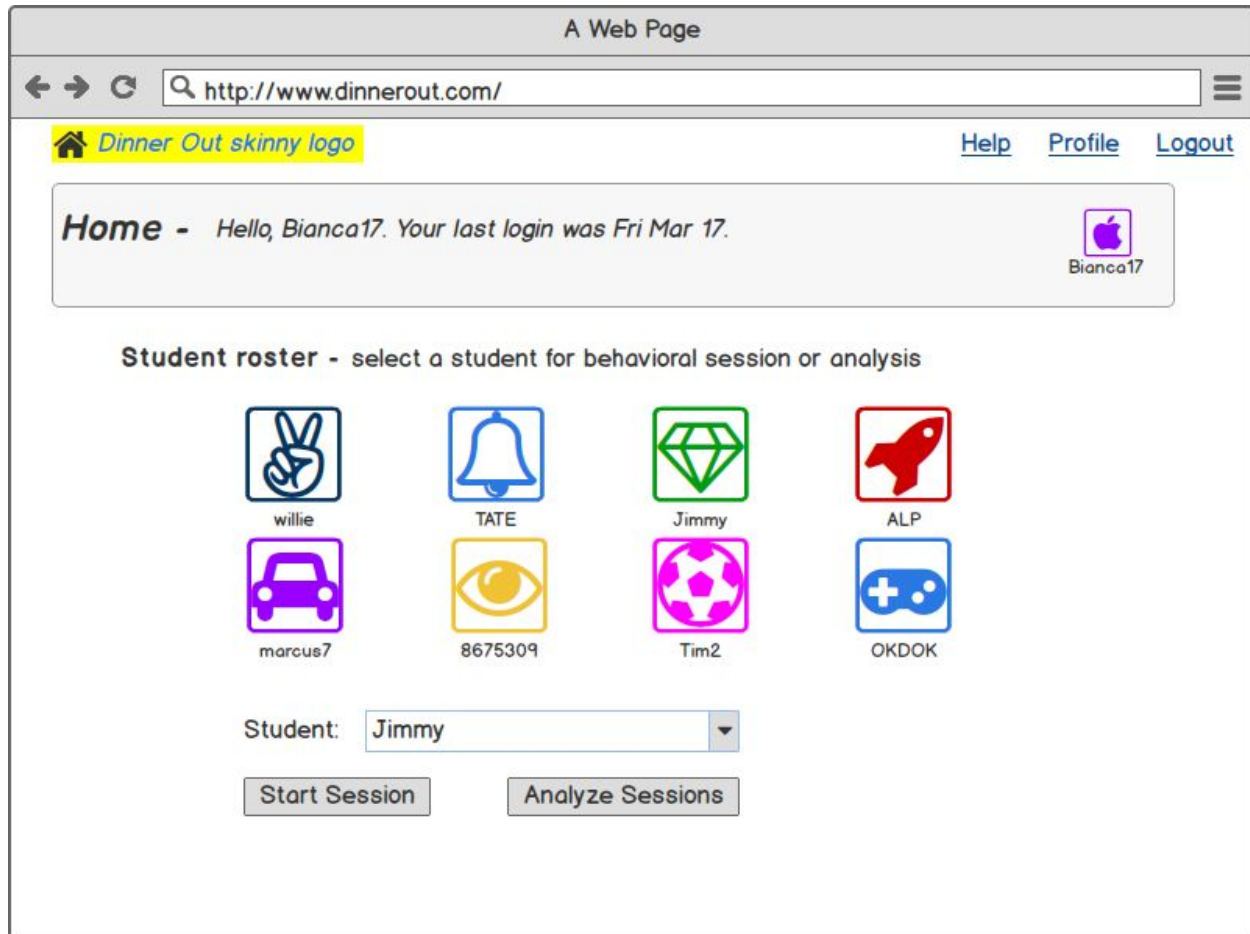 A Web Page
http://www.dinnerout.com/
Dinner Out skinny logo
Help Profile Logout
Home - Hello, Bianca17. Your last login was Fri Mar 17.
Bianca17
Student roster - select a student for behavioral session or analysis
willie TATE Jimmy ALP
marcus7 8675309 Tim2 OKDOK
Student: Jimmy
Start Session Analyze Sessions